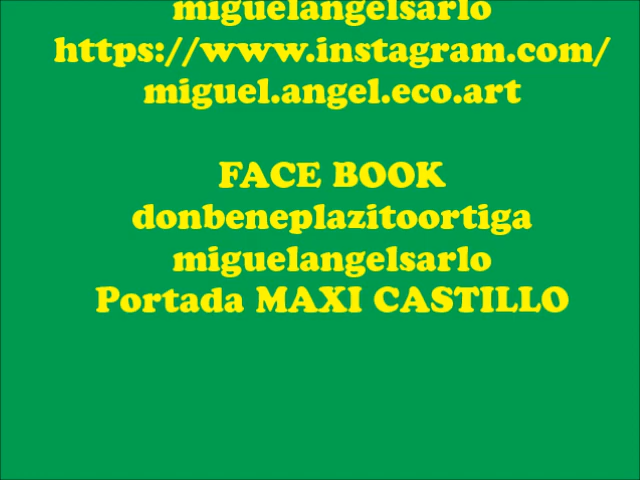 miguelangelsarlo
https://www.instagram.com/
miguel.angel.eco.art
FACE BOOK
donbeneplazitoortiga
miguelangelsarlo
Portada MAXI CASTILLO